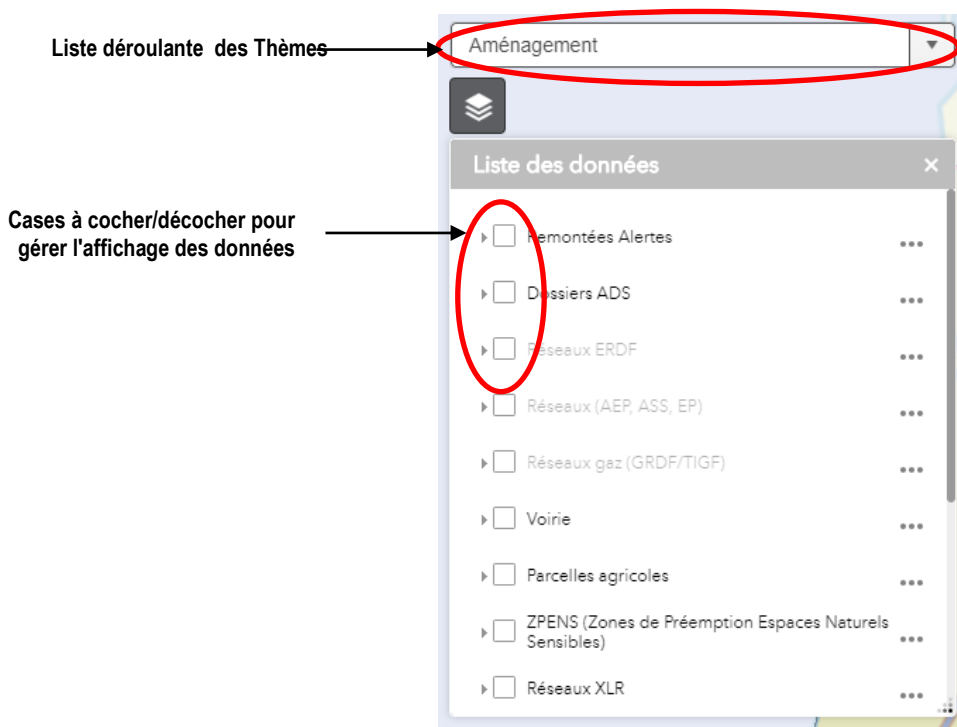 Liste déroulante des Thèmes
Aménagement
Liste des données
Cases à cocher/décocher pour
gérer l'affichage des données
Remontées Alertes
Dossiers ADS
Réseaux ERDF
Réseaux (AEP, ASS, EP)
Réseaux gaz (GRDF/TIGF)
Voirie
Parcelles agricoles
ZPENS (Zones de Préemption Espaces Naturels
Sensibles)
Réseaux XLR